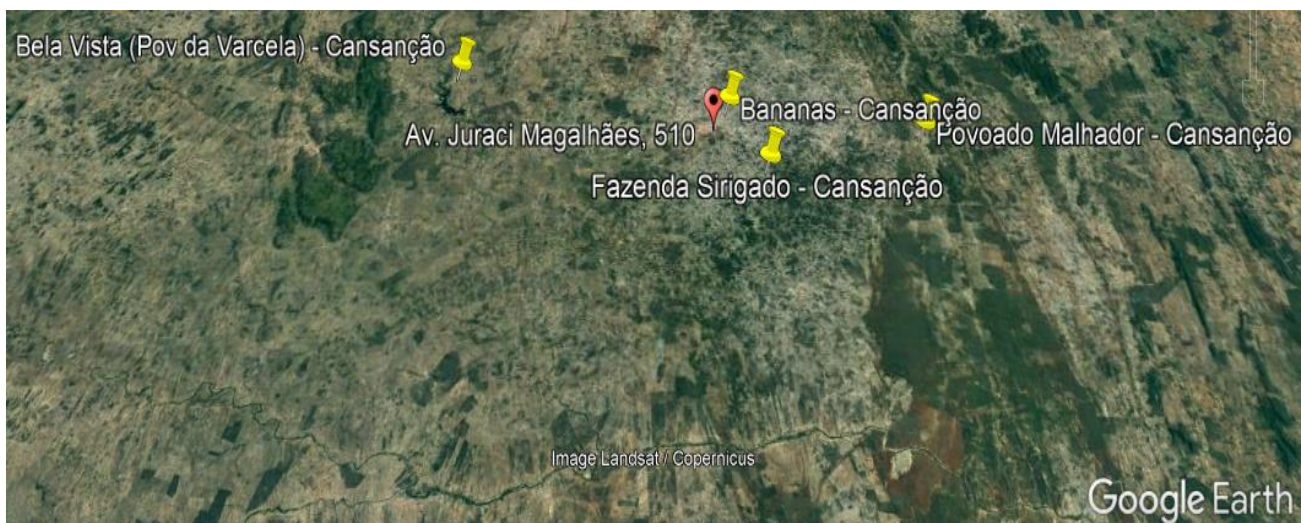 Bela Vista (Pov da Varcela) - Cansanção
Bananas - Cansanção
Av. Juraci Magalhães, 510
Povoado Malhador - Cansanção
Fazenda Sirigado - Cansanção
Image Landsat / Copernicus
Google Earth